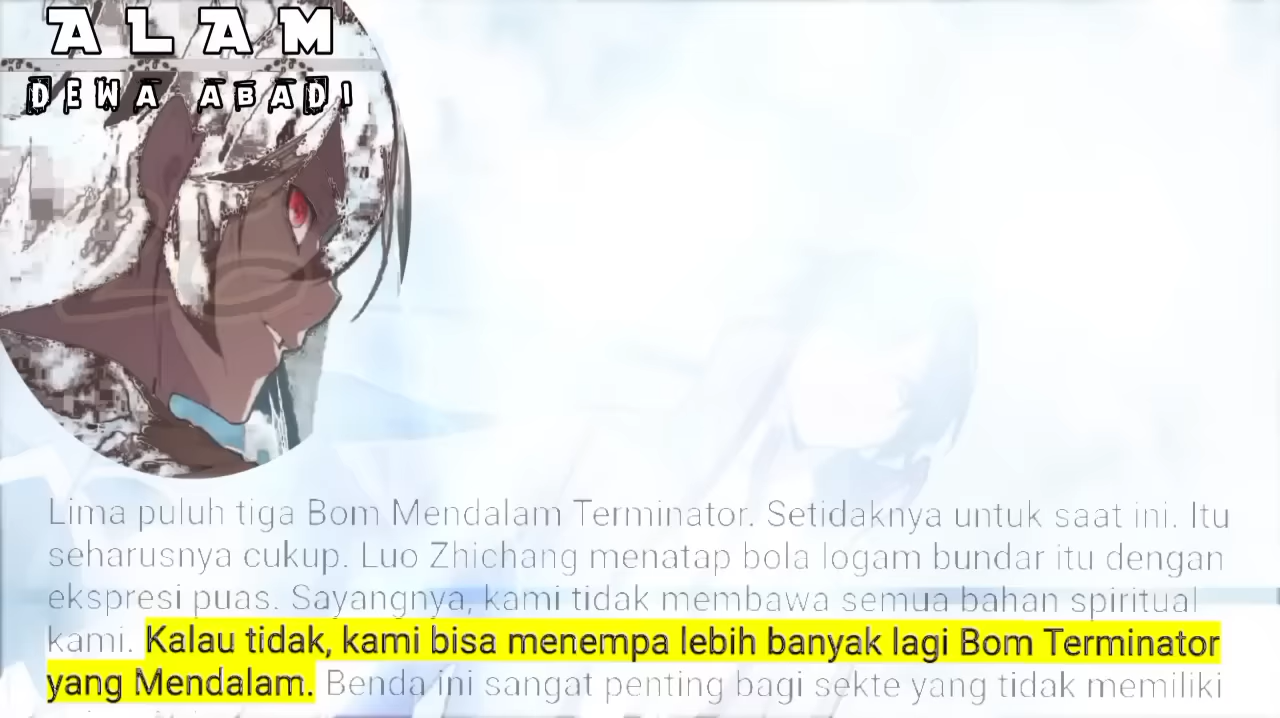 ALAM
DEWA ABADI
Lima puluh tiga Bom Mendalam Terminator. Setidaknya untuk saat ini. Itu
seharusnya cukup. Luo Zhichang menatap bola logam bundar itu dengan
ekspresi puas. Sayangnya, kami tidak membawa semua bahan spiritual
kami. Kalau tidak, kami bisa menempa lebih banyak lagi Bom Terminator
yang Mendalam. Benda ini sangat penting bagi sekte yang tidak memiliki